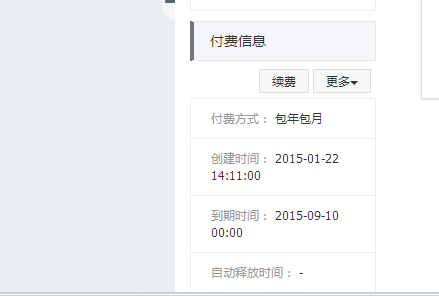 付费信息
续费 更多
付费方式： 包年包月
创建时间： 2015-01-22
14:11:00
到期时间： 2015-09-10
00:00
自动释放时间： -